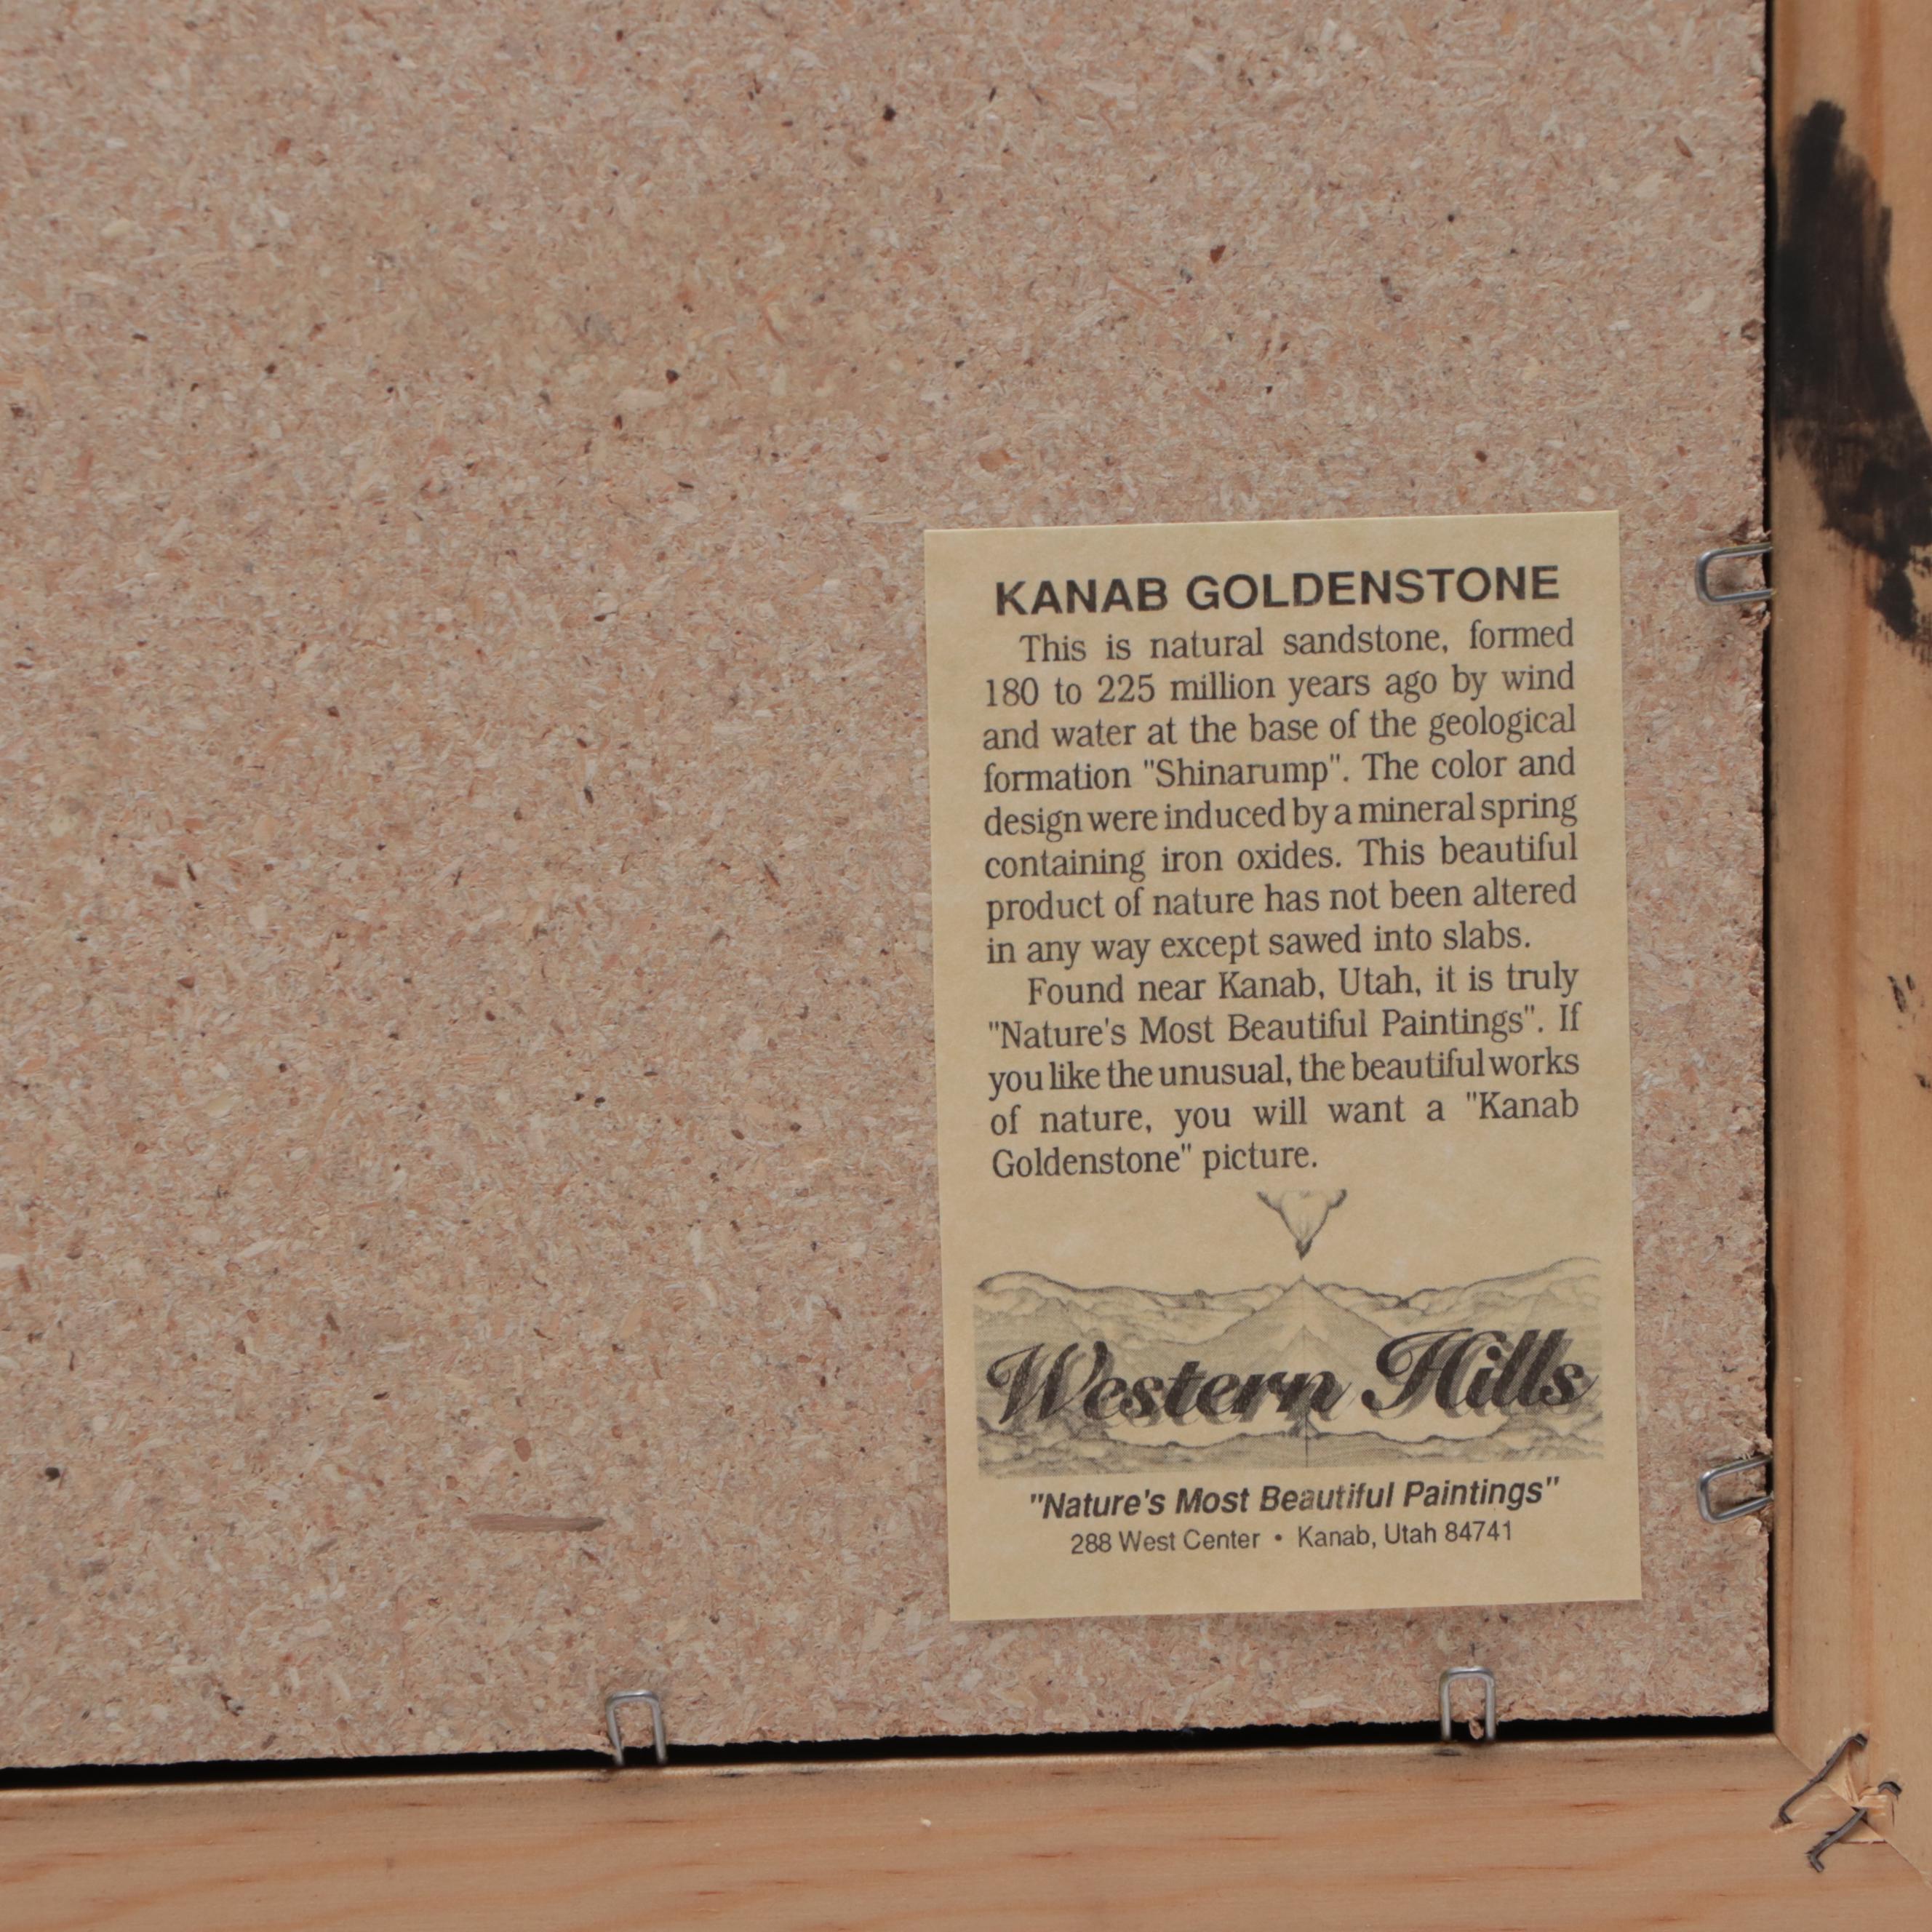 KANAB GOLDENSTONE
This is natural sandstone, formed
180 to 225 million years ago by wind
and water at the base of the geological
formation "Shinarump". The color and
design were induced by a mineral spring
containing iron oxides. This beautiful
product of nature has not been altered
in any way except sawed into slabs.
Found near Kanab, Utah, it is truly
"Nature's Most Beautiful Paintings". If
you like the unusual, the beautiful works
of nature, you will want a "Kanab
Goldenstone" picture.
Western Hills
"Nature's Most Beautiful Paintings"
288 West Center • Kanab, Utah 84741